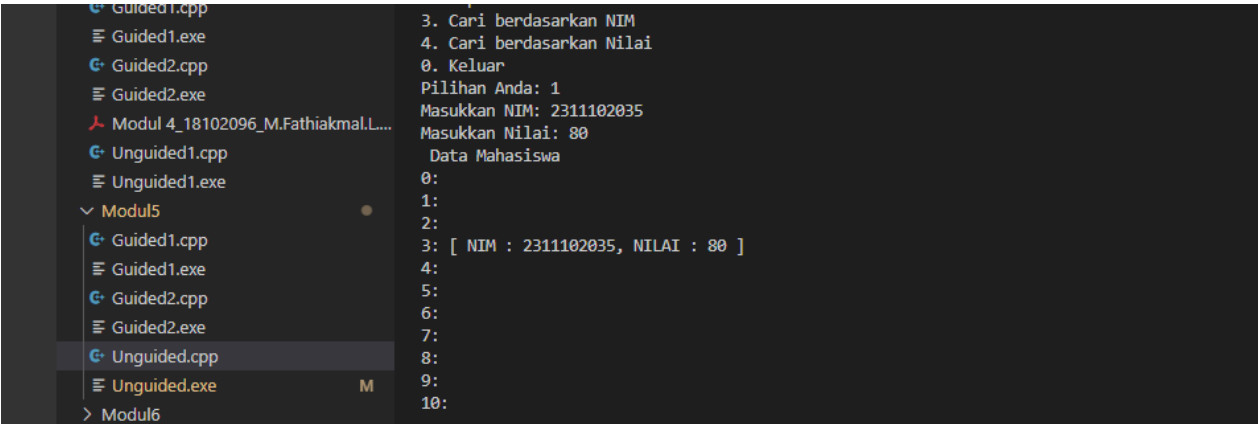 Guided1.cpp
Guided1.exe
Guided2.cpp
Guided2.exe
Modul 4_18102096_M.Fathiakmal.L....
Unguided1.cpp
Unguided1.exe
Modul5
Guided1.cpp
Guided1.exe
Guided2.cpp
Guided2.exe
Unguided.cpp
Unguided.exe M
Modul6
3. Cari berdasarkan NIM
4. Cari berdasarkan Nilai
0. Keluar
Pilihan Anda: 1
Masukkan NIM: 2311102035
Masukkan Nilai: 80
Data Mahasiswa
0:
1:
2:
3: [ NIM : 2311102035, NILAI : 80 ]
4:
5:
6:
7:
8:
9:
10: